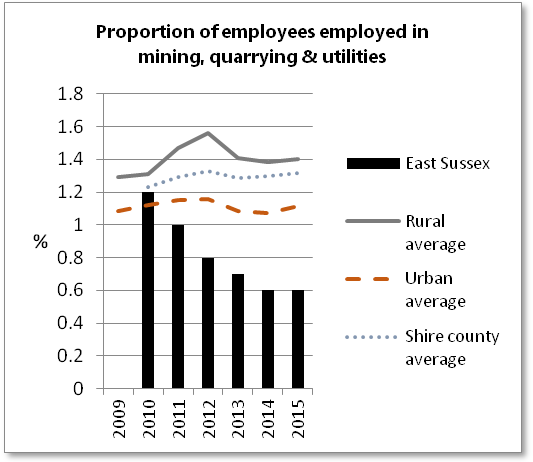 Proportion of employees employed in
mining, quarrying & utilities
1.8
1.6
1.4
1.2
1
0.8
0.6
0.4
0.2
0
%
2009
2010
2011
2012
2013
2014
2015
East Sussex
Rural
average
Urban
average
Shire county
average